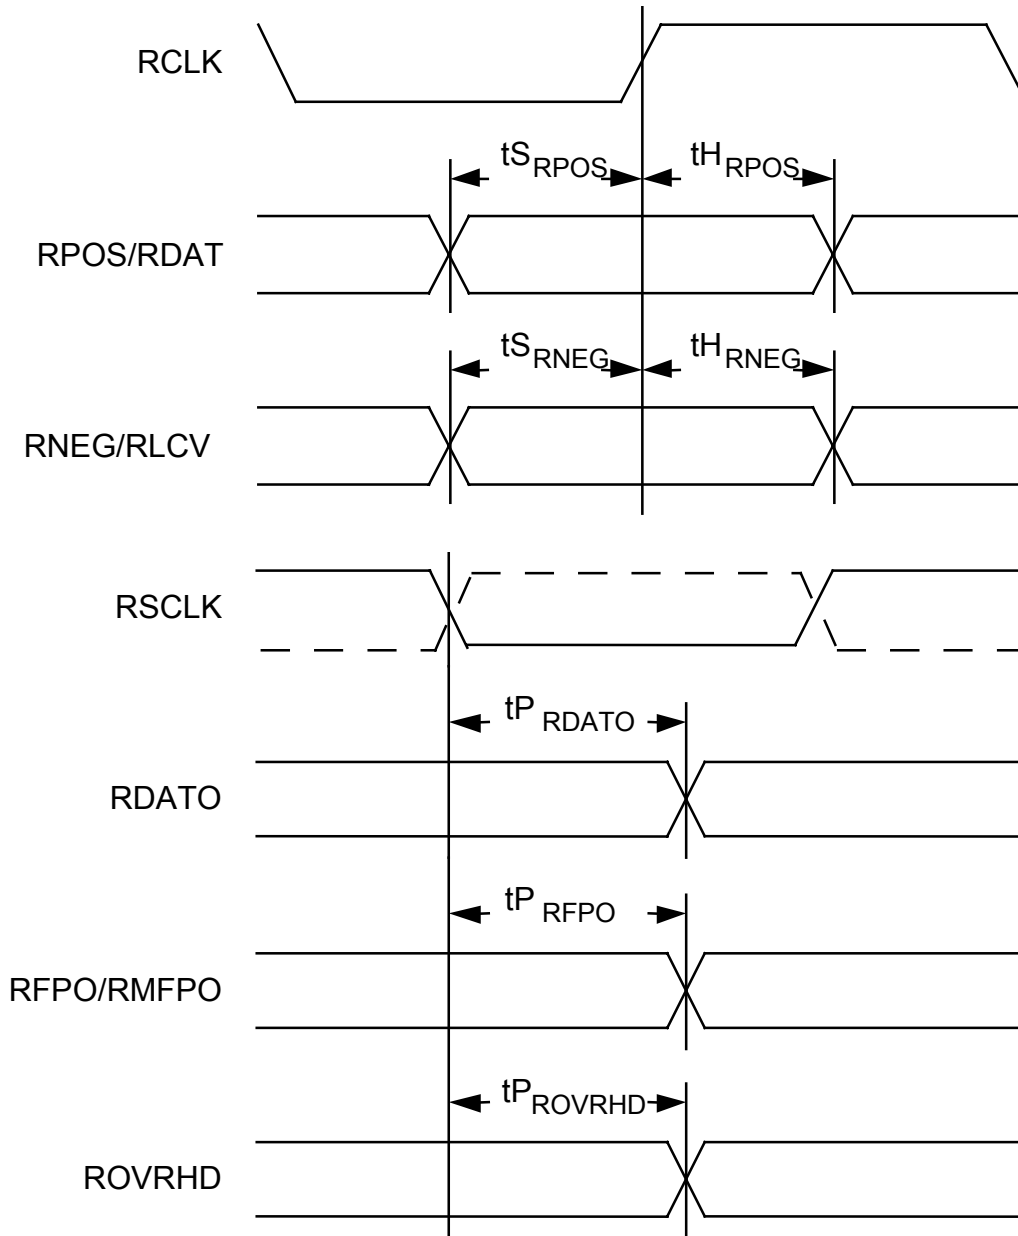 RCLK
tSRPOS tHRPOS
RPOS/RDAT
tSRNEG tHRNEG
RNEG/RLCV
RSCLK
tP RDATO
RDATO
tP RFPO
RFPO/RMFPO
tPROVRHD
ROVRHD